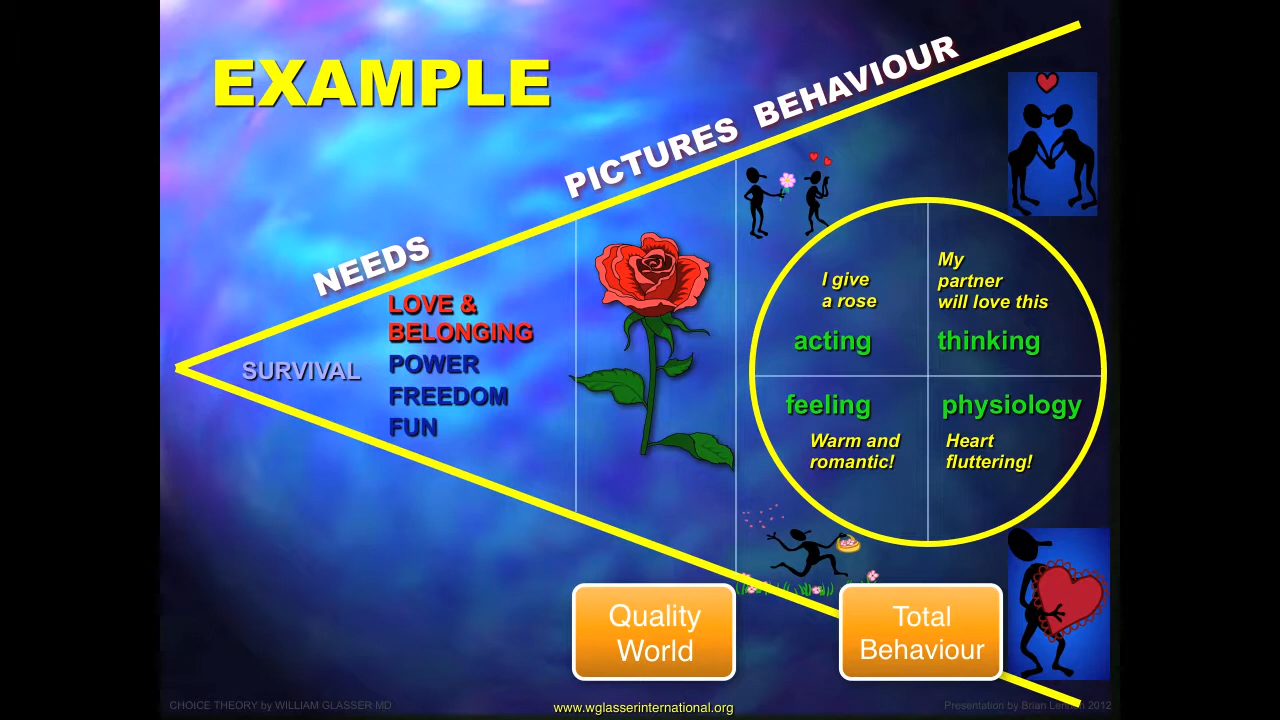 EXAMPLE
NEEDS
PICTURES
BEHAVIOUR
SURVIVAL
LOVE &
BELONGING
POWER
FREEDOM
FUN
I give
a rose
acting
My
partner
will love this
thinking
feeling
Warm and
romantic!
physiology
Heart
fluttering!
Quality
World
Total
Behaviour
CHOICE THEORY by WILLIAM GLASSER MD
www.wglasserinternational.org
Presentation by Brian Lennon 2012